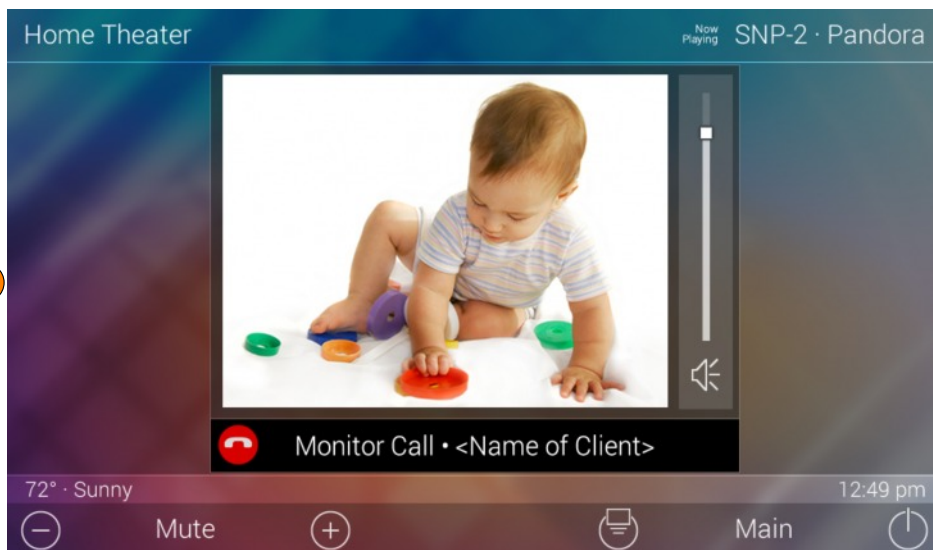 Home Theater
Now Playing SNP-2 · Pandora
Monitor Call • <Name of Client>
72° · Sunny
12:49 pm
Mute
Main